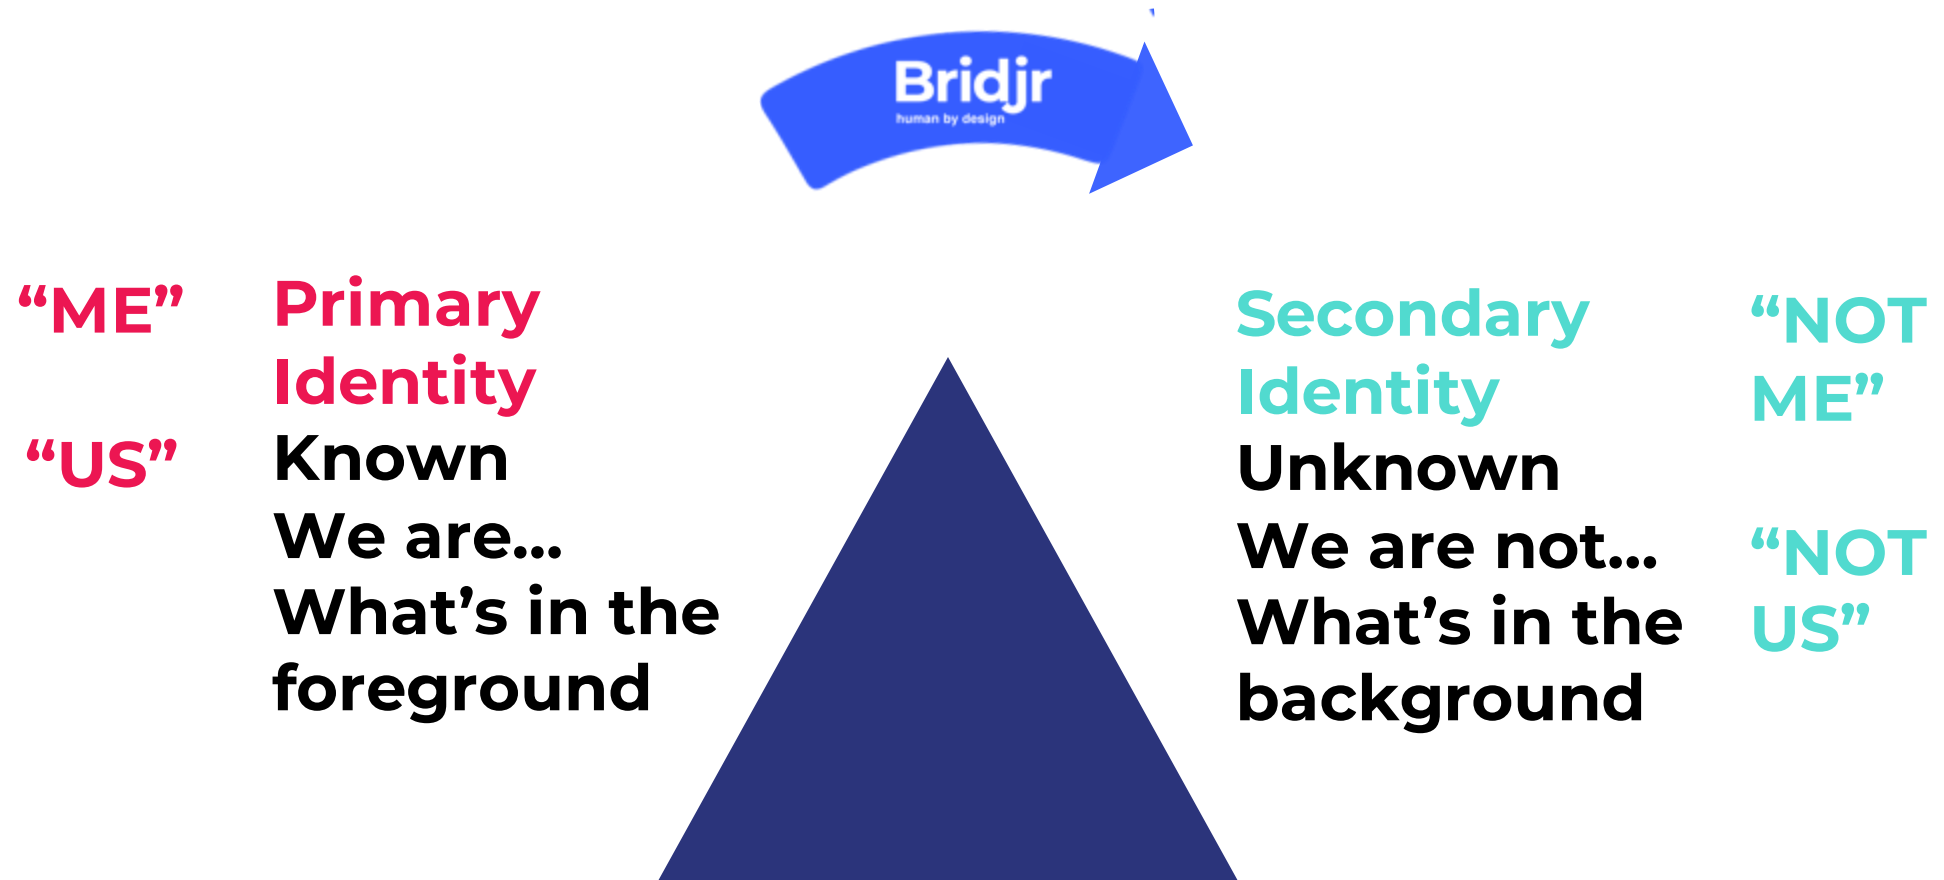 Bridjr
human by design
“ME”
“US”
Primary
Identity
Known
We are...
What’s in the
foreground
Secondary
Identity
Unknown
We are not...
What’s in the
background
“NOT
ME”
“NOT
US”